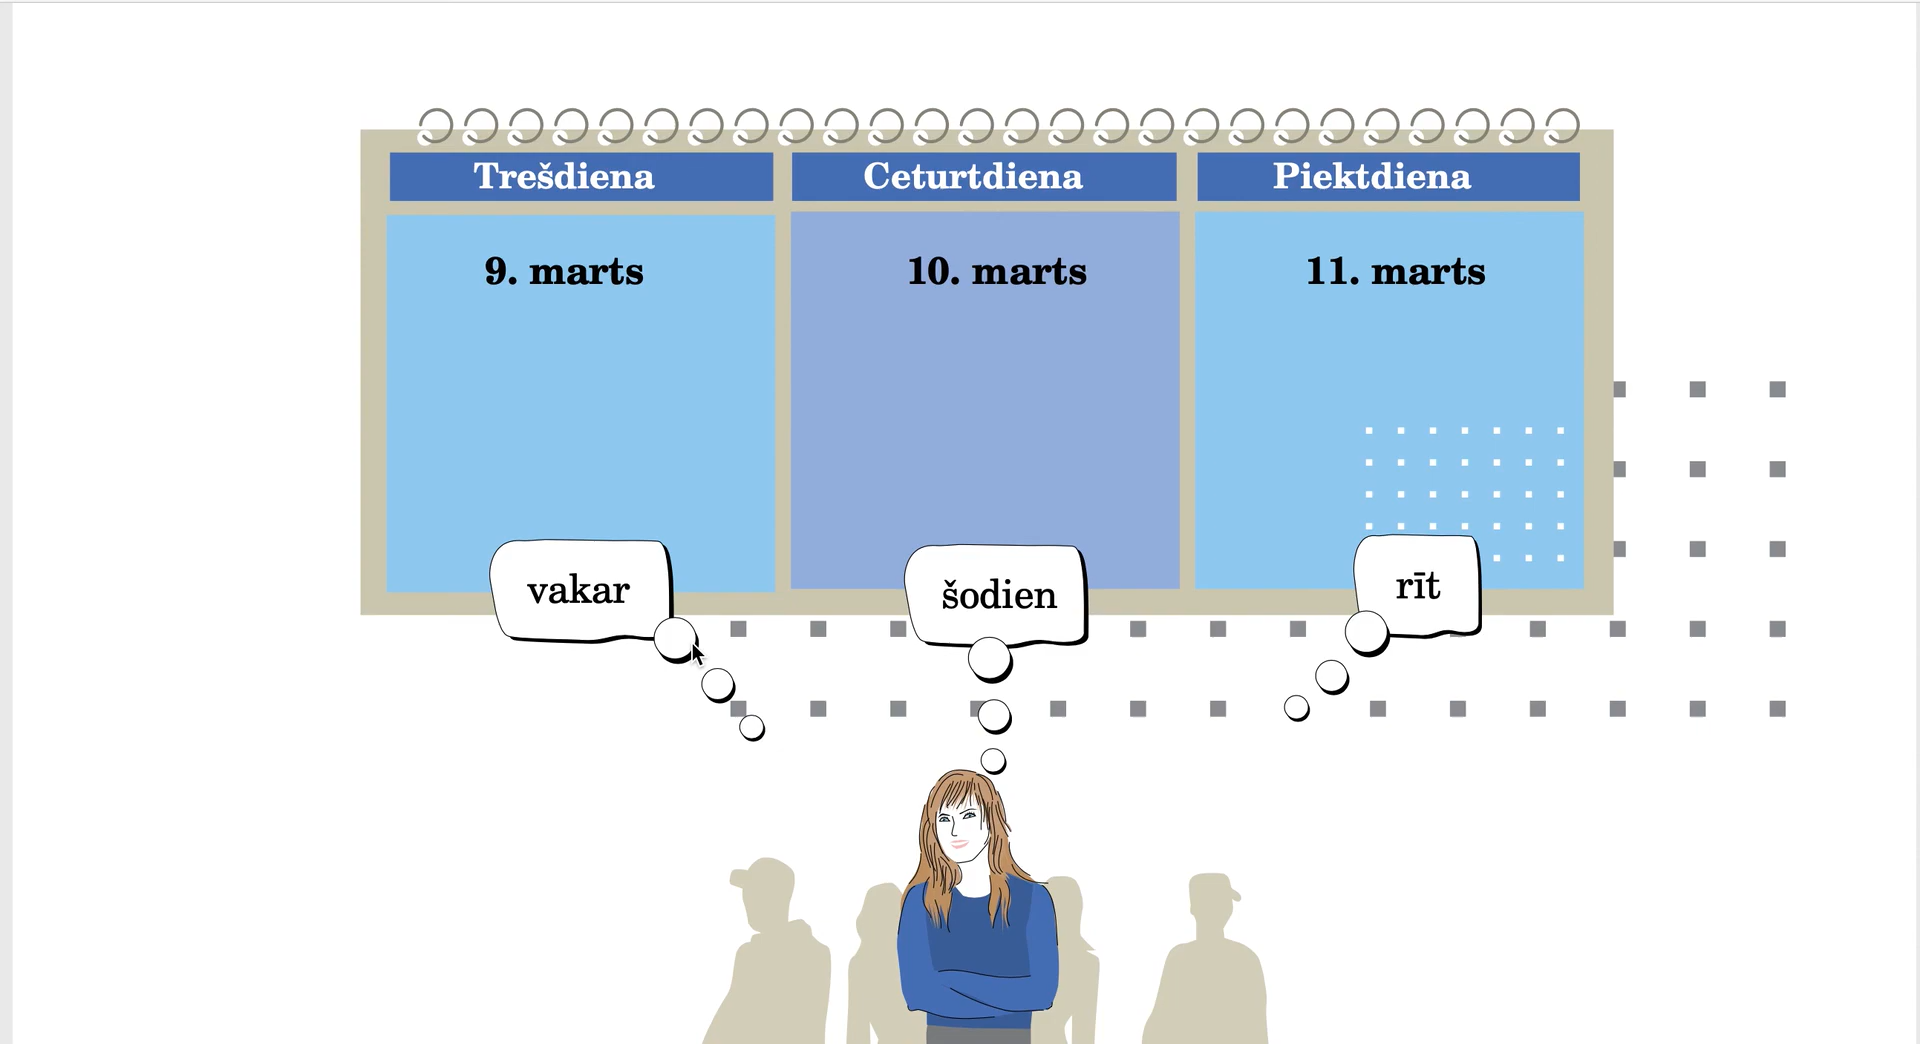 Trešdiena
Ceturtdiena
Piektdiena
9. marts
10. marts
11. marts
vakar
šodien
rīt